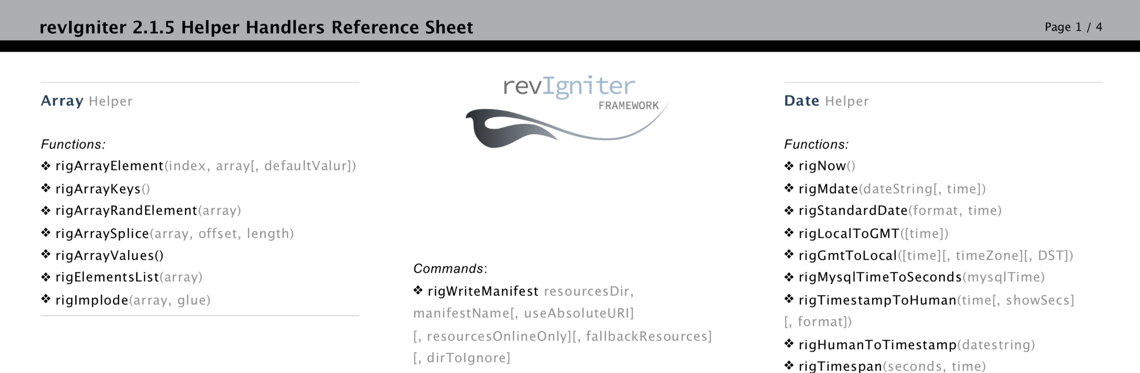 revIgniter 2.1.5 Helper Handlers Reference Sheet
Page 1 / 4
Array Helper
Functions:
❖ rigArrayElement(index, array[, defaultValur])
❖ rigArrayKeys()
❖ rigArrayRandElement(array)
❖ rigArraySplice(array, offset, length)
❖ rigArrayValues()
❖ rigElementsList(array)
❖ rigImplode(array, glue)
revIgniter
FRAMEWORK
Commands:
❖ rigWriteManifest resourcesDir,
manifestName[, useAbsoluteURI]
[, resourcesOnlineOnly][, fallbackResources]
[, dirToIgnore]
Date Helper
Functions:
❖ rigNow()
❖ rigMdate(dateString[, time])
❖ rigStandardDate(format, time)
❖ rigLocalToGMT([time])
❖ rigGmtToLocal([time][, timeZone][, DST])
❖ rigMysqlTimeToSeconds(mysqlTime)
❖ rigTimestampToHuman(time[, showSecs]
[, format])
❖ rigHumanToTimestamp(datestring)
❖ rigTimespan(seconds, time)